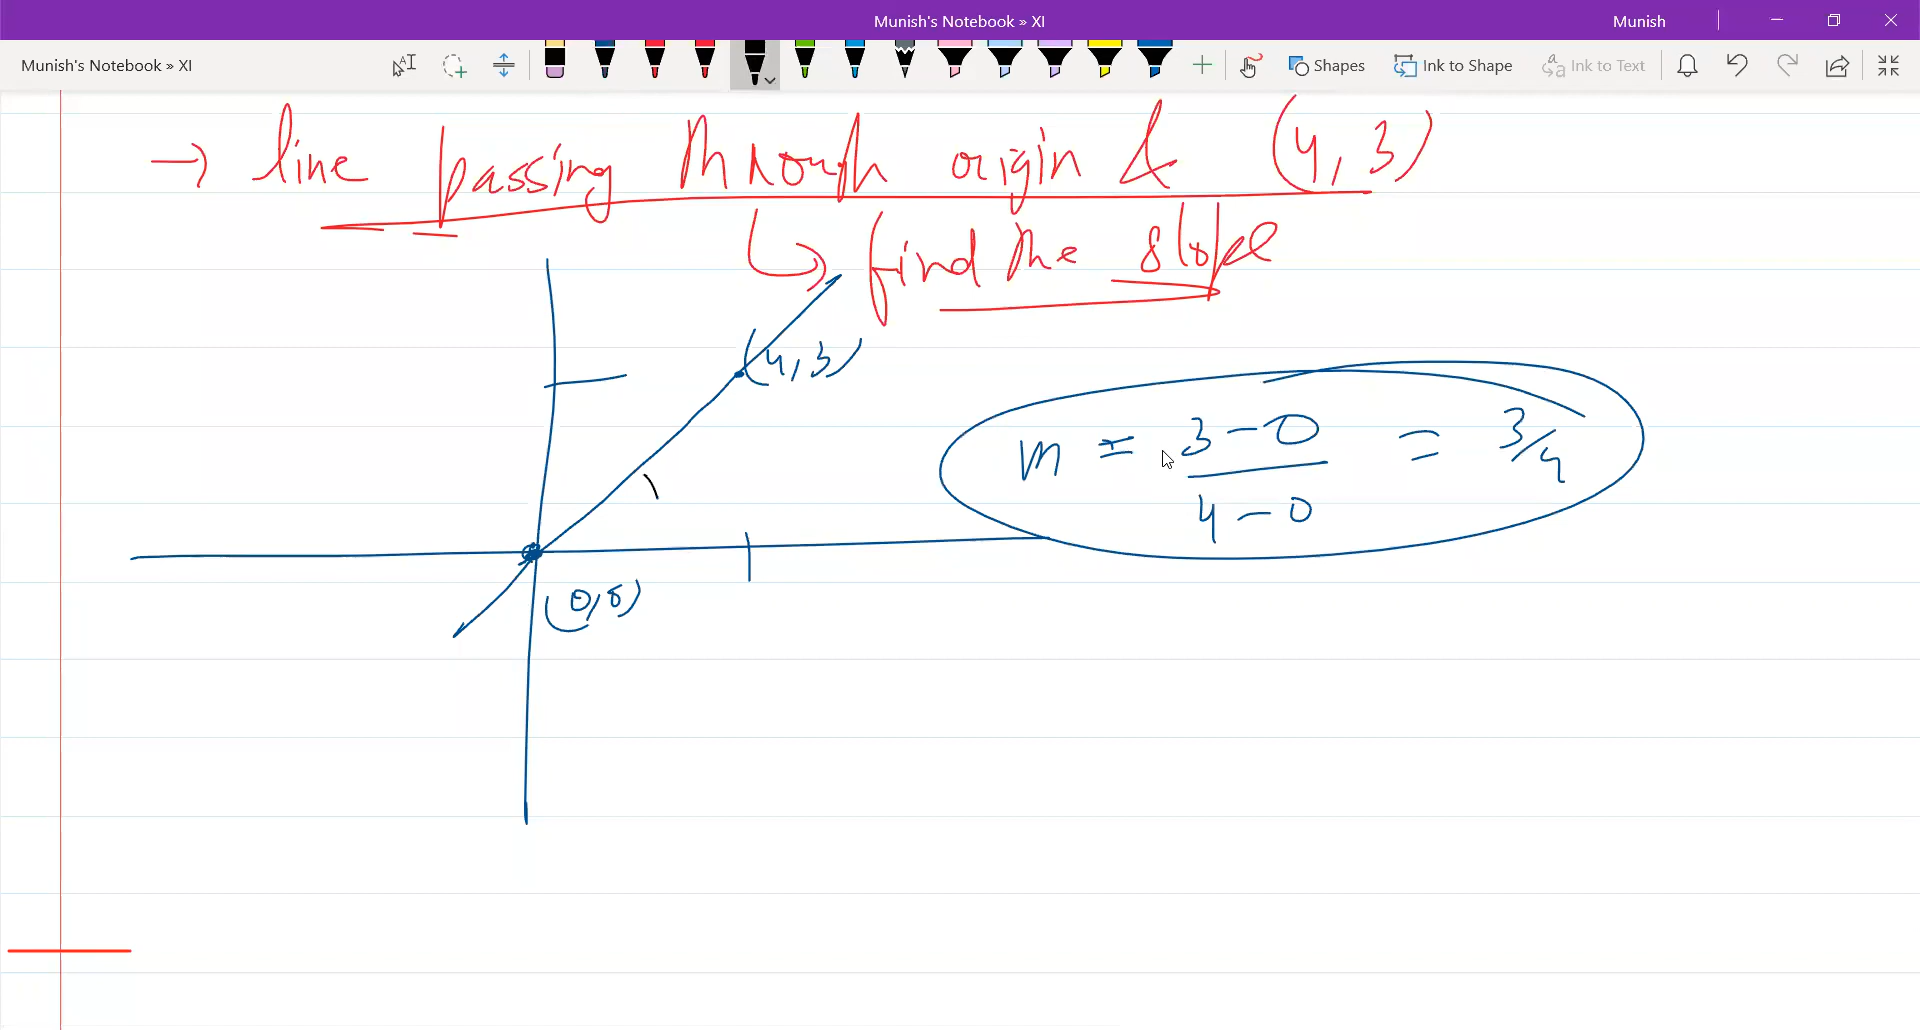 Munish's Notebook » XI
Munish
Munish's Notebook » XI
Shapes
Ink to Shape
Ink to Text
→ line passing through origin & (4, 3)
↳ find the slope
(4, 3)
m = 3 - 0 / 4 - 0 = 3/4
(0, 0)